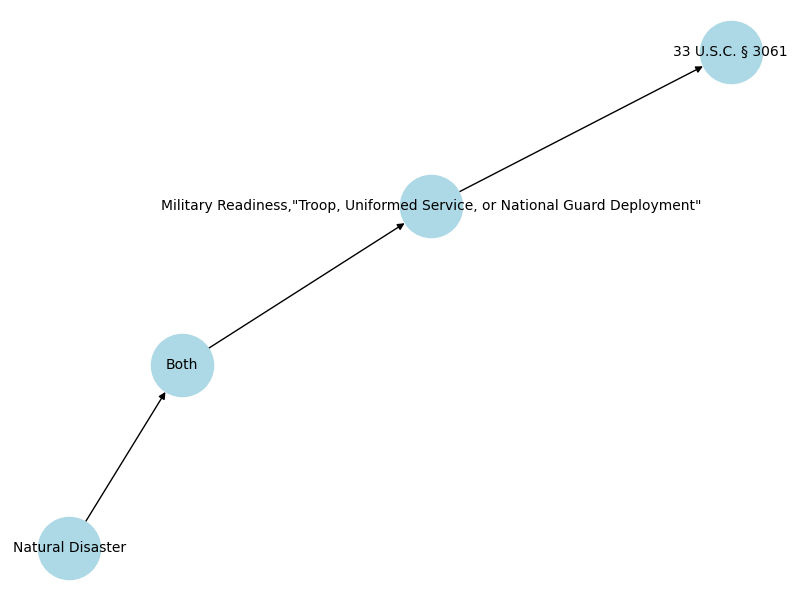 33 U.S.C. § 3061
Military Readiness,"Troop, Uniformed Service, or National Guard Deployment"
Both
Natural Disaster